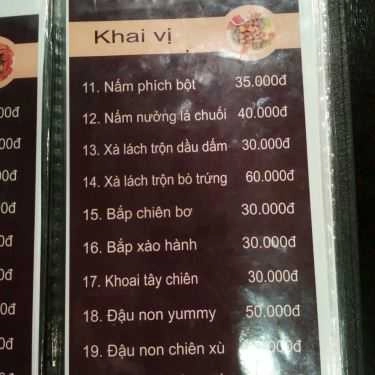 Khai vị
11. Nấm phích bột 35.000đ
12. Nấm nưởng lá chuối 40.000đ
13. Xà lách trộn dầu dấm 30.000đ
14. Xà lách trộn bò trứng 60.000đ
15. Bắp chiên bơ 30.000đ
16. Bắp xào hành 30.000đ
17. Khoai tây chiên 30.000đ
18. Đậu non yummy 50.000đ
19. Đậu non chiên xù